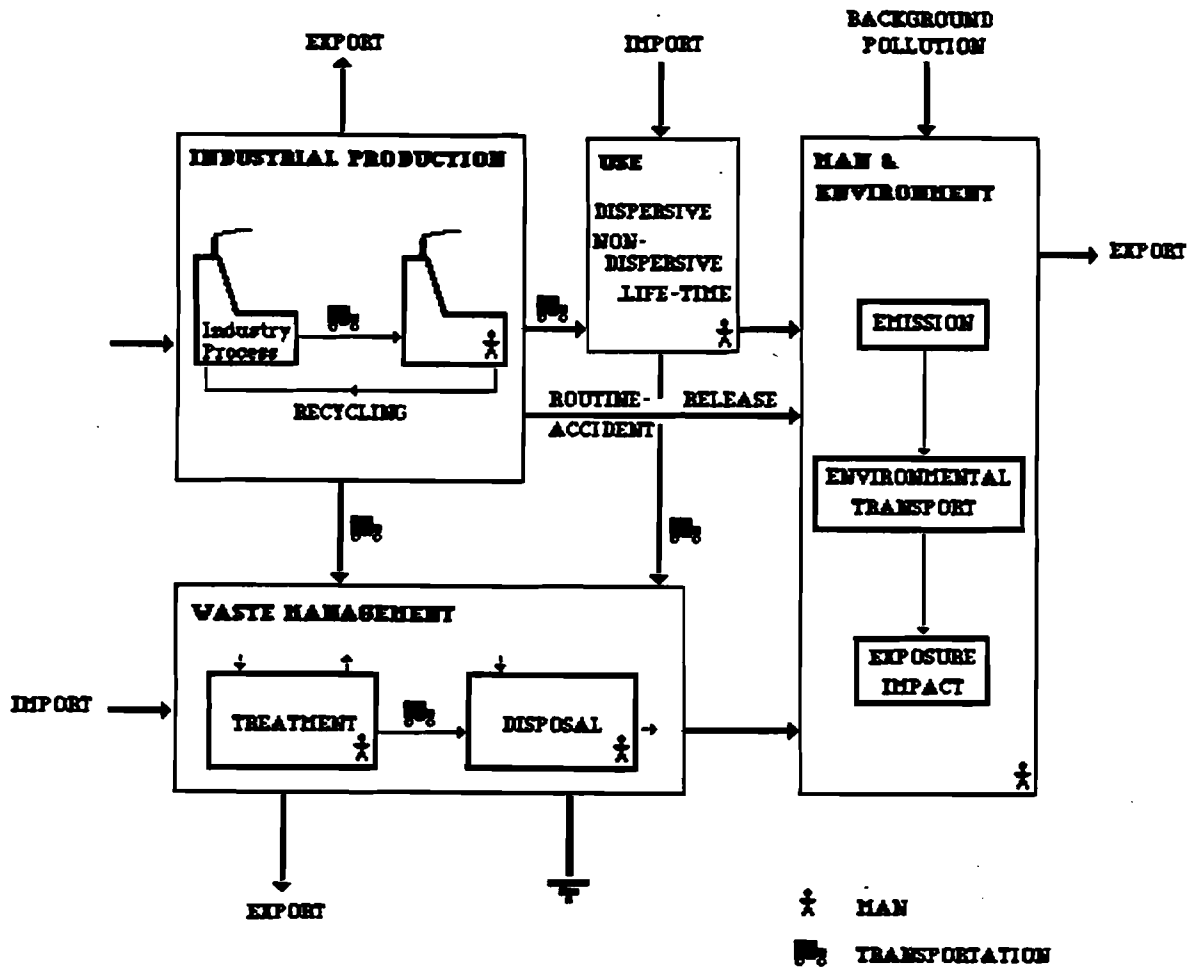 EXPORT
IMPORT
BACKGROUND
POLLUTION
INDUSTRIAL PRODUCTION
Industry
Process
RECYCLING
USE
DISPERSIVE
NON-
DISPERSIVE
LIFE-TIME
ROUTINE-
RELEASE
ACCIDENT
MAN &
ENVIRONMENT
EXPORT
EMISSION
ENVIRONMENTAL
TRANSPORT
EXPOSURE
IMPACT
WASTE MANAGEMENT
IMPORT
TREATMENT
DISPOSAL
EXPORT
MAN
TRANSPORTATION